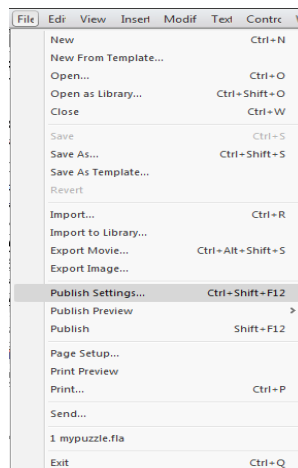 File Edit View Insert Modif Text Contro
New Ctrl+N
New From Template...
Open... Ctrl+O
Open as Library... Ctrl+Shift+O
Close Ctrl+W
Save Ctrl+S
Save As... Ctrl+Shift+S
Save As Template...
Revert
Import... Ctrl+R
Import to Library...
Export Movie... Ctrl+Alt+Shift+S
Export Image...
Publish Settings... Ctrl+Shift+F12
Publish Preview >
Publish Shift+F12
Page Setup...
Print Preview
Print... Ctrl+P
Send...
1 mypuzzle.fla
Exit Ctrl+Q